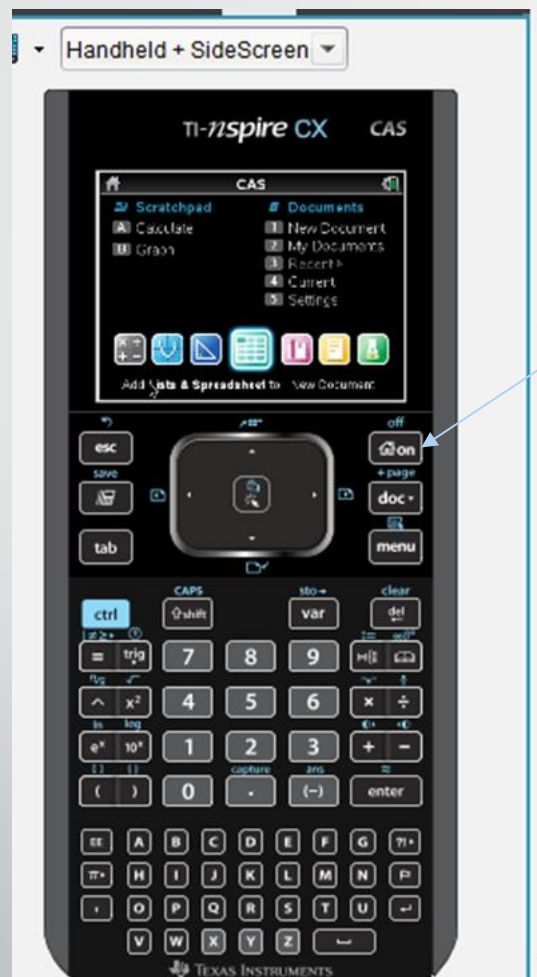 Handheld + SideScreen
TI-nspire CX CAS
CAS
Scratchpad
A Calculate
B Graph
Documents
1 New Document
2 My Documents
3 Recent
4 Current
5 Settings
Add Lists & Spreadsheet to New Document
off
esc
on
save
+page
doc
tab
menu
CAPS
sto→
clear
ctrl
shift
var
del
= trig 7 8 9
^ x² 4 5 6 × ÷
ln log
eˣ 10ˣ 1 2 3 + −
capture ans ≈
( ) 0 . (−) enter
EE A B C D E F G ?!▸
π▸ H I J K L M N
, O P Q R S T U
V W X Y Z
TEXAS INSTRUMENTS